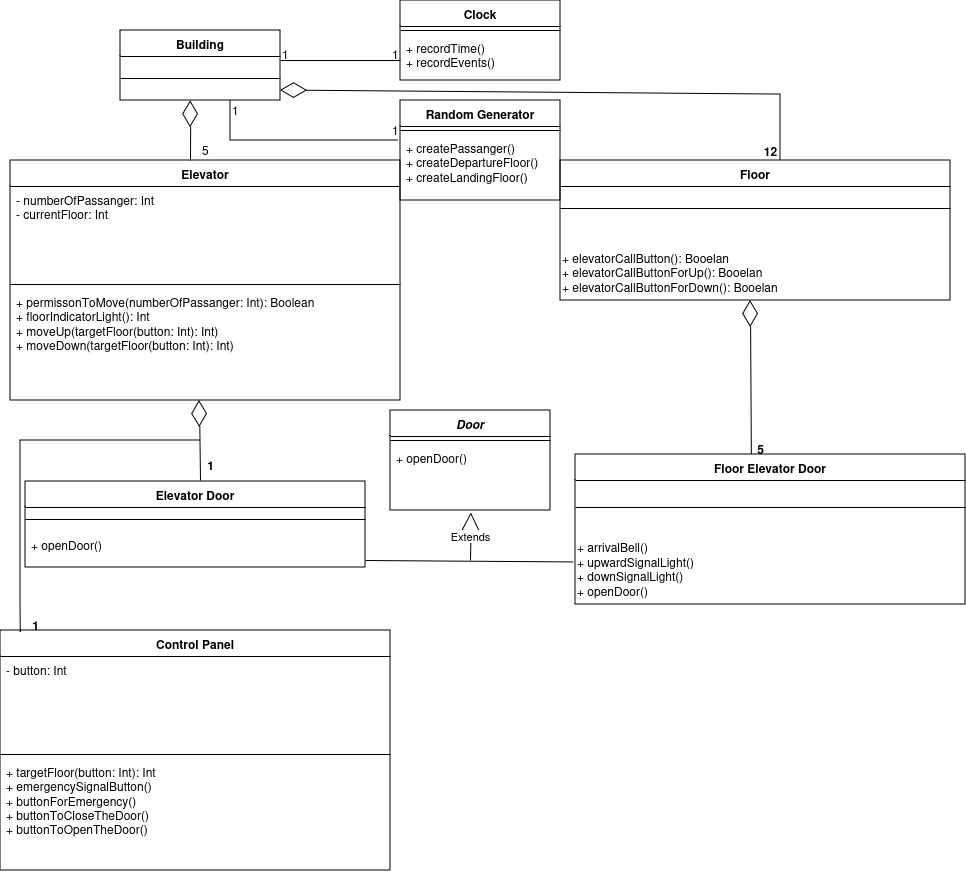 Clock
+ recordTime()
+ recordEvents()
Building
1
1
1
5
Random Generator
1
+ createPassanger()
+ createDepartureFloor()
+ createLandingFloor()
12
Elevator
- numberOfPassanger: Int
- currentFloor: Int
+ permissonToMove(numberOfPassanger: Int): Boolean
+ floorIndicatorLight(): Int
+ moveUp(targetFloor(button: Int): Int)
+ moveDown(targetFloor(button: Int): Int)
Floor
+ elevatorCallButton(): Booelan
+ elevatorCallButtonForUp(): Booelan
+ elevatorCallButtonForDown(): Booelan
Door
+ openDoor()
Extends
1
Elevator Door
+ openDoor()
5
Floor Elevator Door
+ arrivalBell()
+ upwardSignalLight()
+ downSignalLight()
+ openDoor()
1
Control Panel
- button: Int
+ targetFloor(button: Int): Int
+ emergencySignalButton()
+ buttonForEmergency()
+ buttonToCloseTheDoor()
+ buttonToOpenTheDoor()